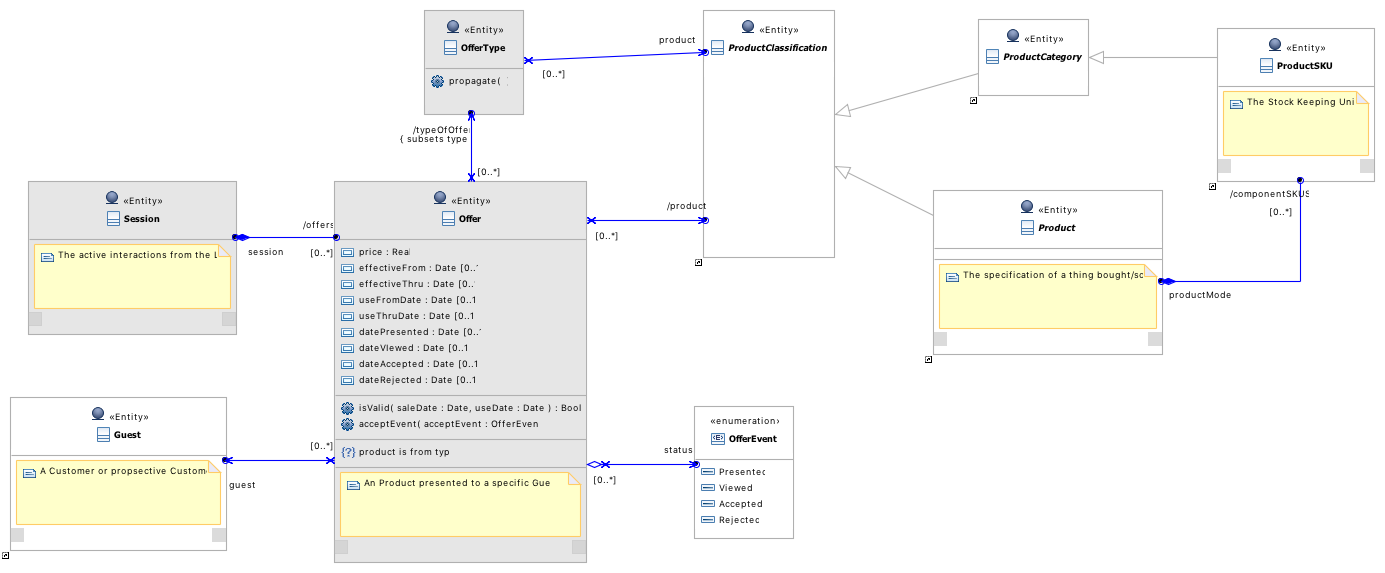 «Entity»
OfferType
propagate(
product
[0..*]
«Entity»
ProductClassification
«Entity»
ProductCategory
«Entity»
ProductSKU
The Stock Keeping Uni
/typeOfOffer
{ subsets type
[0..*]
«Entity»
Session
The active interactions from the L
session
/offers
[0..*]
«Entity»
Offer
price : Real
effectiveFrom : Date [0..
effectiveThru : Date [0..
useFromDate : Date [0..1
useThruDate : Date [0..1
datePresented : Date [0..
dateVIewed : Date [0..1
dateAccepted : Date [0..1
dateRejected : Date [0..1
isValid( saleDate : Date, useDate : Date ) : Bool
acceptEvent( acceptEvent : OfferEven
product is from typ
An Product presented to a specific Gue
/product
[0..*]
«Entity»
Product
The specification of a thing bought/so
/componentSKUS
[0..*]
productMode
«Entity»
Guest
A Customer or propsective Custom
guest
[0..*]
status
[0..*]
«enumeration»
OfferEvent
Presented
Viewed
Accepted
Rejected